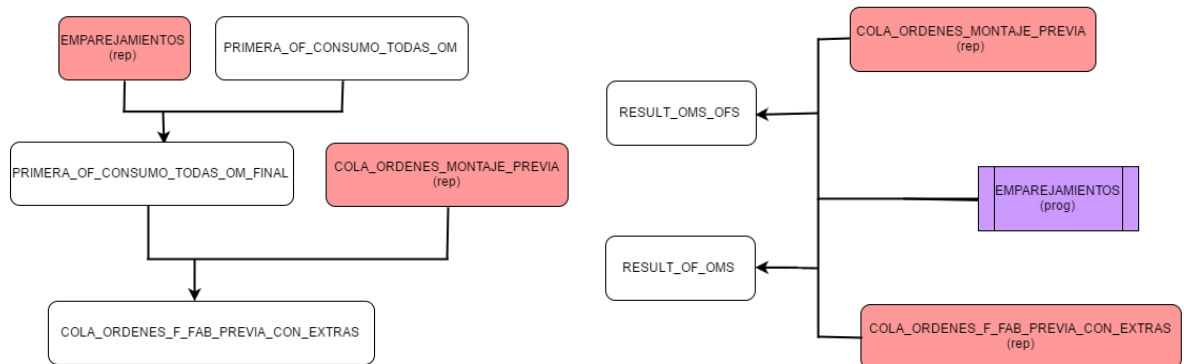 EMPAREJAMIENTOS
(rep)
PRIMERA_OF_CONSUMO_TODAS_OM
PRIMERA_OF_CONSUMO_TODAS_OM_FINAL
COLA_ORDENES_MONTAJE_PREVIA
(rep)
COLA_ORDENES_F_FAB_PREVIA_CON_EXTRAS
COLA_ORDENES_MONTAJE_PREVIA
(rep)
RESULT_OMS_OFS
EMPAREJAMIENTOS
(prog)
RESULT_OF_OMS
COLA_ORDENES_F_FAB_PREVIA_CON_EXTRAS
(rep)